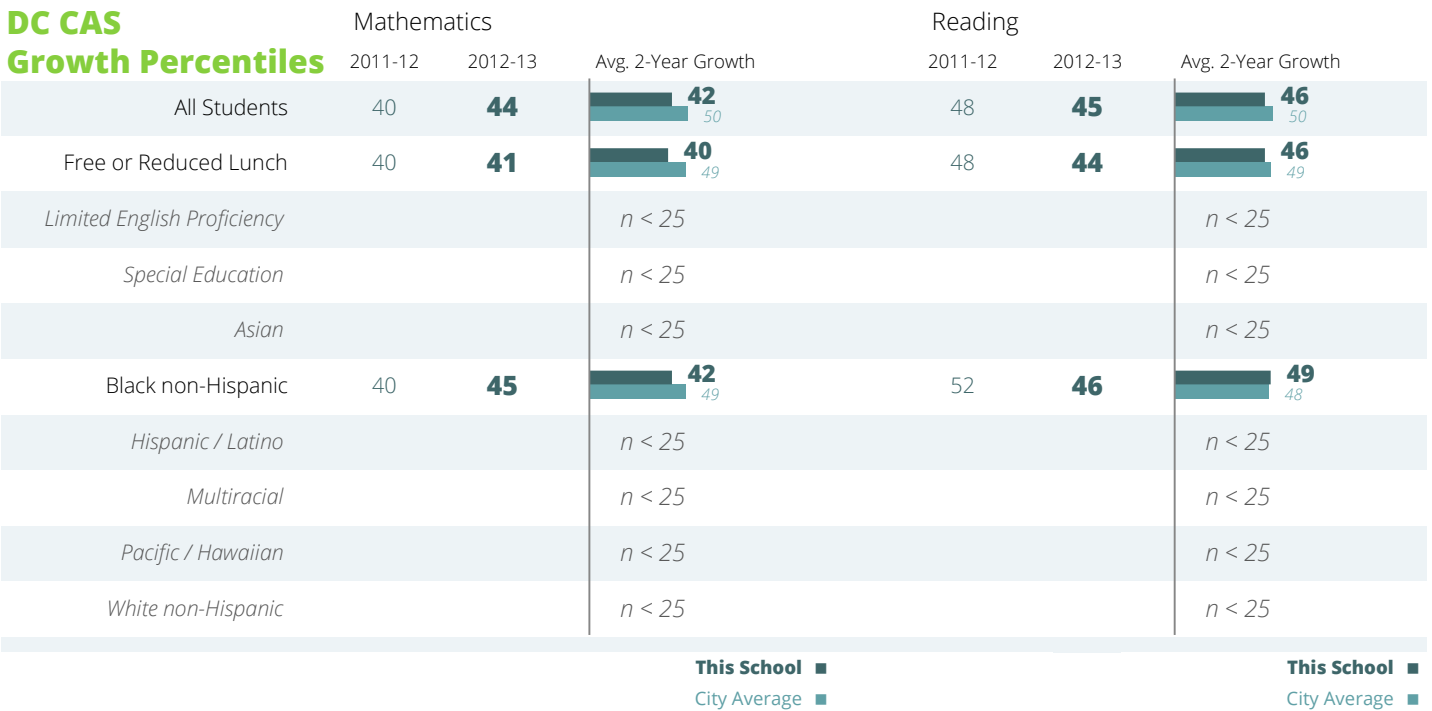 DC CAS
Growth Percentiles
Mathematics Reading
2011-12 2012-13 Avg. 2-Year Growth 2011-12 2012-13 Avg. 2-Year Growth
All Students 40 44 42 50 48 45 46 50
Free or Reduced Lunch 40 41 40 49 48 44 46 49
Limited English Proficiency n < 25 n < 25
Special Education n < 25 n < 25
Asian n < 25 n < 25
Black non-Hispanic 40 45 42 49 52 46 49 48
Hispanic / Latino n < 25 n < 25
Multiracial n < 25 n < 25
Pacific / Hawaiian n < 25 n < 25
White non-Hispanic n < 25 n < 25
This School This School
City Average City Average